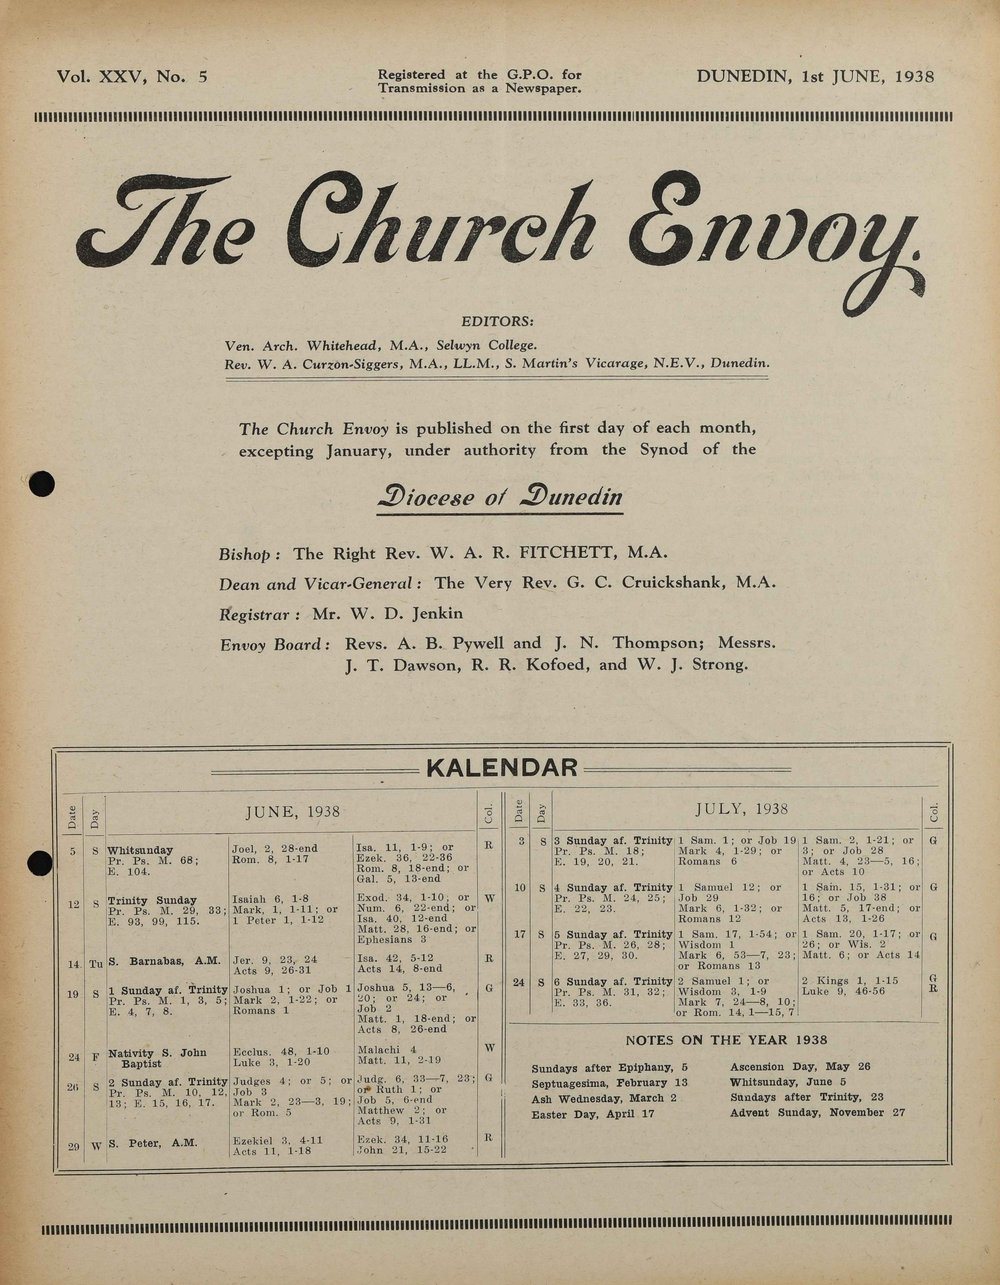 Vol. XXV, No. 5
Registered at the G.P.O. for
Transmission as a Newspaper.
DUNEDIN, 1st JUNE, 1938
The Church Envoy.
EDITORS:
Ven. Arch. Whitehead, M.A., Selwyn College.
Rev. W. A. Curzon-Siggers, M.A., LL.M., S. Martin's Vicarage, N.E.V., Dunedin.
The Church Envoy is published on the first day of each month,
excepting January, under authority from the Synod of the
Diocese of Dunedin
Bishop : The Right Rev. W. A. R. FITCHETT, M.A.
Dean and Vicar-General : The Very Rev. G. C. Cruickshank, M.A.
Registrar : Mr. W. D. Jenkin
Envoy Board : Revs. A. B. Pywell and J. N. Thompson; Messrs.
J. T. Dawson, R. R. Kofoed, and W. J. Strong.
KALENDAR
Date
Day
JUNE, 1938
Col.
5 S Whitsunday
Pr. Ps. M. 68;
E. 104.
Joel, 2, 28-end
Rom. 8, 1-17
Isa. 11, 1-9; or
Ezek. 36, 22-36
Rom. 8, 18-end; or
Gal. 5, 13-end
R
12 S Trinity Sunday
Pr. Ps. M. 29, 33;
E. 93, 99, 115.
Isaiah 6, 1-8
Mark, 1, 1-11; or
1 Peter 1, 1-12
Exod. 34, 1-10; or
Num. 6, 22-end; or
Isa. 40, 12-end
Matt. 28, 16-end; or
Ephesians 3
W
14 Tu S. Barnabas, A.M.
Jer. 9, 23, 24
Acts 9, 26-31
Isa. 42, 5-12
Acts 14, 8-end
R
19 S 1 Sunday af. Trinity
Pr. Ps. M. 1, 3, 5;
E. 4, 7, 8.
Joshua 1; or Job 1
Mark 2, 1-22; or
Romans 1
Joshua 5, 13—6,
20; or 24; or
Job 2
Matt. 1, 18-end; or
Acts 8, 26-end
G
24 F Nativity S. John
Baptist
Ecclus. 48, 1-10
Luke 3, 1-20
Malachi 4
Matt. 11, 2-19
W
26 S 2 Sunday af. Trinity
Pr. Ps. M. 10, 12,
13; E. 15, 16, 17.
Judges 4; or 5; or
Job 3
Mark 2, 23—3, 19;
or Rom. 5
Judg. 6, 33—7, 23;
or Ruth 1; or
Job 5, 6-end
Matthew 2; or
Acts 9, 1-31
G
29 W S. Peter, A.M.
Ezekiel 3, 4-11
Acts 11, 1-18
Ezek. 34, 11-16
John 21, 15-22
R
Date
Day
JULY, 1938
Col.
3 S 3 Sunday af. Trinity
Pr. Ps. M. 18;
E. 19, 20, 21.
1 Sam. 1; or Job 19
Mark 4, 1-29; or
Romans 6
1 Sam. 2, 1-21; or
3; or Job 28
Matt. 4, 23—5, 16;
or Acts 10
G
10 S 4 Sunday af. Trinity
Pr. Ps. M. 24, 25;
E. 22, 23.
1 Samuel 12; or
Job 29
Mark 6, 1-32; or
Romans 12
1 Sam. 15, 1-31; or
16; or Job 38
Matt. 5, 17-end; or
Acts 13, 1-26
G
17 S 5 Sunday af. Trinity
Pr. Ps. M. 26, 28;
E. 27, 29, 30.
1 Sam. 17, 1-54; or
Wisdom 1
Mark 6, 53—7, 23;
or Romans 13
1 Sam. 20, 1-17; or
26; or Wis. 2
Matt. 6; or Acts 14
G
24 S 6 Sunday af. Trinity
Pr. Ps. M. 31, 32;
E. 33, 36.
2 Samuel 1; or
Wisdom 3, 1-9
Mark 7, 24—8, 10;
or Rom. 14, 1—15, 7
2 Kings 1, 1-15
Luke 9, 46-56
G
R
NOTES ON THE YEAR 1938
Sundays after Epiphany, 5
Septuagesima, February 13
Ash Wednesday, March 2
Easter Day, April 17
Ascension Day, May 26
Whitsunday, June 5
Sundays after Trinity, 23
Advent Sunday, November 27